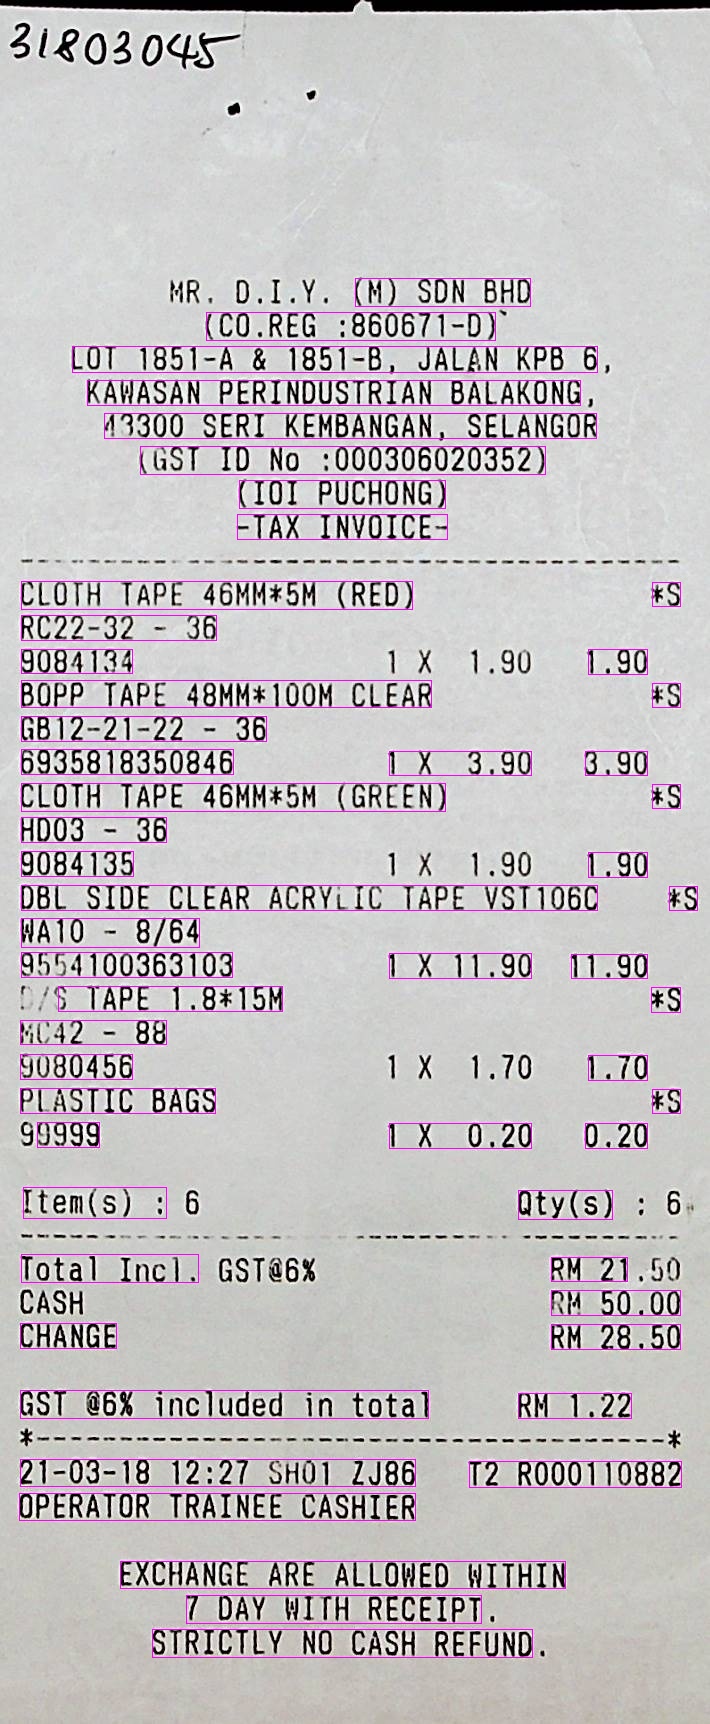 31803045
MR. D.I.Y. (M) SDN BHD
(CO.REG :860671-D)
LOT 1851-A & 1851-B, JALAN KPB 6,
KAWASAN PERINDUSTRIAN BALAKONG,
43300 SERI KEMBANGAN, SELANGOR
(GST ID No :000306020352)
(IOI PUCHONG)
-TAX INVOICE-
CLOTH TAPE 46MM*5M (RED) *S
RC22-32 - 36
9084134 1 X 1.90 1.90
BOPP TAPE 48MM*100M CLEAR *S
GB12-21-22 - 36
6935818350846 1 X 3.90 3.90
CLOTH TAPE 46MM*5M (GREEN) *S
HD03 - 36
9084135 1 X 1.90 1.90
DBL SIDE CLEAR ACRYLIC TAPE VST106C *S
WA10 - 8/64
9554100363103 1 X 11.90 11.90
D/S TAPE 1.8*15M *S
MC42 - 88
9080456 1 X 1.70 1.70
PLASTIC BAGS *S
99999 1 X 0.20 0.20
Item(s) : 6 Qty(s) : 6
Total Incl. GST@6% RM 21.50
CASH RM 50.00
CHANGE RM 28.50
GST @6% included in total RM 1.22
*--------------------------------------*
21-03-18 12:27 SH01 ZJ86 T2 R000110882
OPERATOR TRAINEE CASHIER
EXCHANGE ARE ALLOWED WITHIN
7 DAY WITH RECEIPT.
STRICTLY NO CASH REFUND.